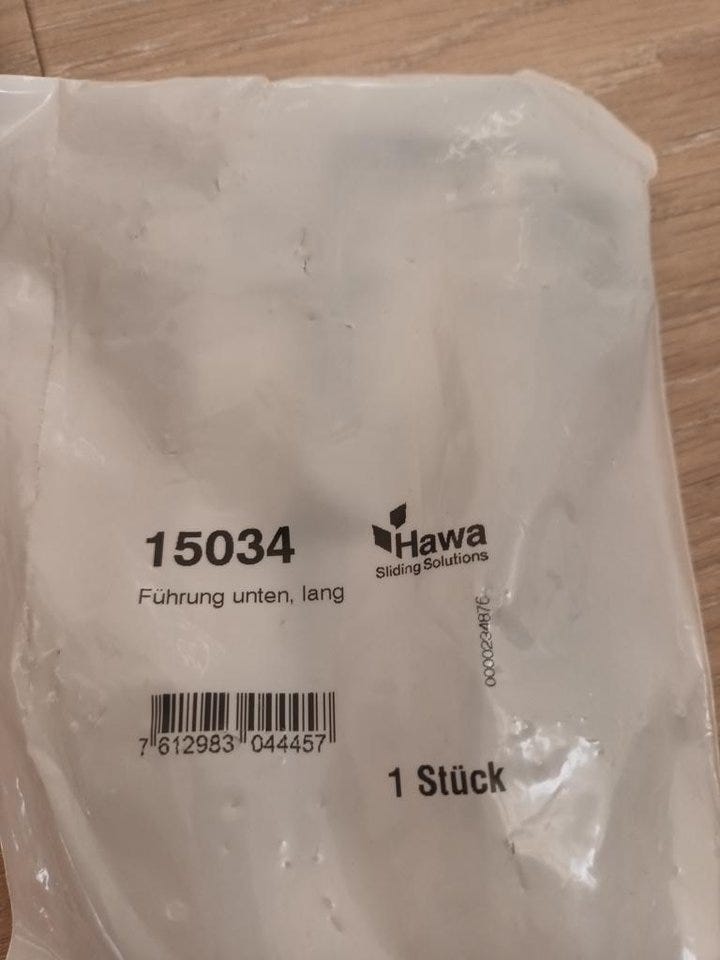 15034
Führung unten, lang
Hawa
Sliding Solutions
0000234876
7 612983 044457
1 Stück